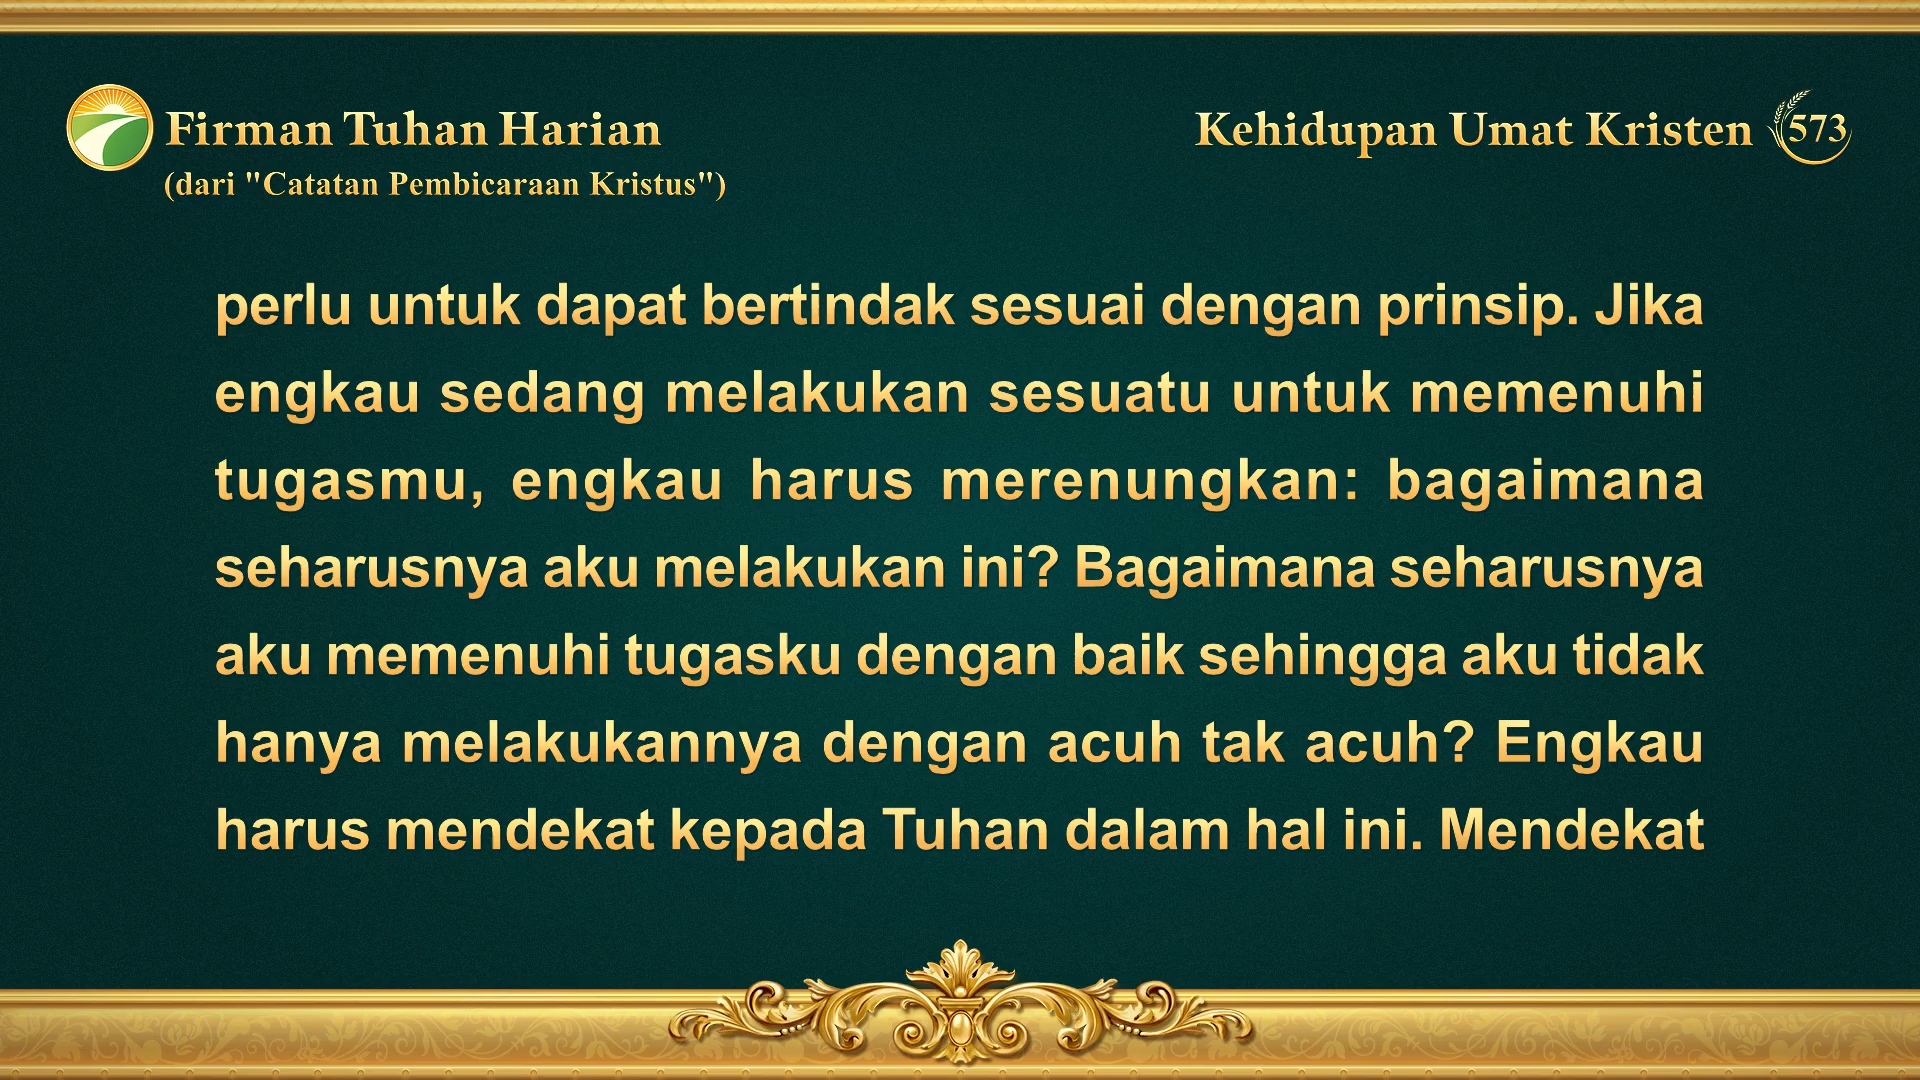 Firman Tuhan Harian
(dari "Catatan Pembicaraan Kristus")
Kehidupan Umat Kristen 573
perlu untuk dapat bertindak sesuai dengan prinsip. Jika
engkau sedang melakukan sesuatu untuk memenuhi
tugasmu, engkau harus merenungkan: bagaimana
seharusnya aku melakukan ini? Bagaimana seharusnya
aku memenuhi tugasku dengan baik sehingga aku tidak
hanya melakukannya dengan acuh tak acuh? Engkau
harus mendekat kepada Tuhan dalam hal ini. Mendekat